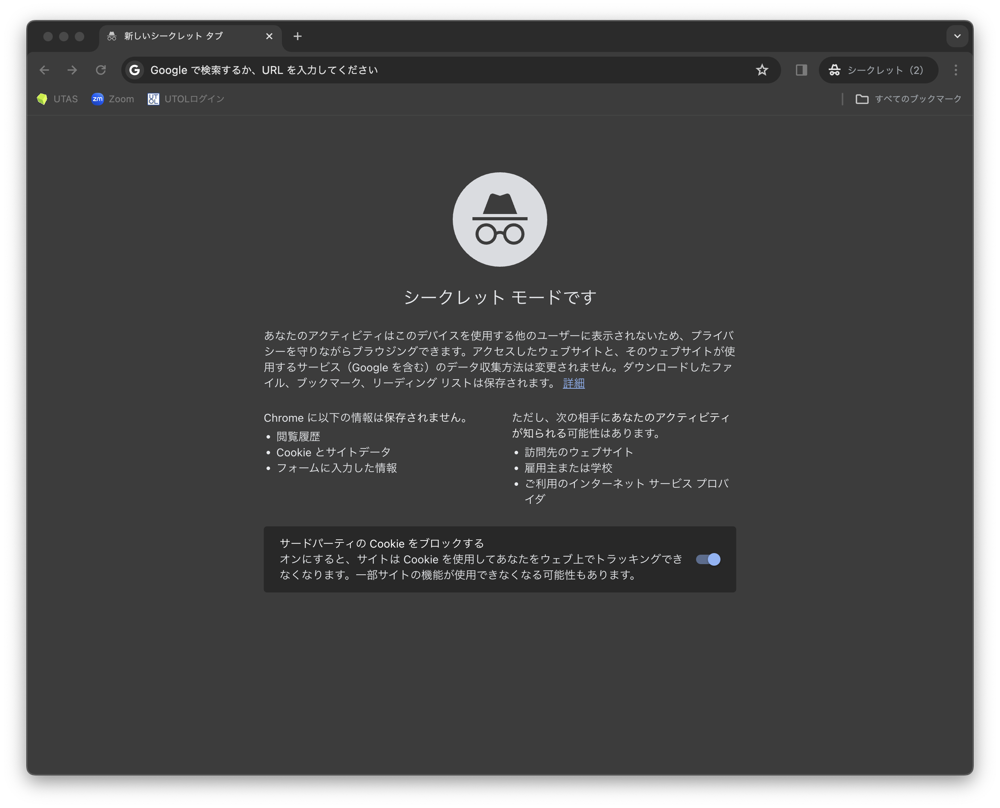 新しいシークレット タブ
Google で検索するか、URL を入力してください
シークレット（2）
UTAS
zm
Zoom
UT
OL
UTOLログイン
すべてのブックマーク
シークレット モードです
あなたのアクティビティはこのデバイスを使用する他のユーザーに表示されないため、プライバ
シーを守りながらブラウジングできます。アクセスしたウェブサイトと、そのウェブサイトが使
用するサービス（Google を含む）のデータ収集方法は変更されません。ダウンロードしたファ
イル、ブックマーク、リーディング リストは保存されます。 詳細
Chrome に以下の情報は保存されません。
• 閲覧履歴
• Cookie とサイトデータ
• フォームに入力した情報
ただし、次の相手にあなたのアクティビティ
が知られる可能性はあります。
• 訪問先のウェブサイト
• 雇用主または学校
• ご利用のインターネット サービス プロバ
イダ
サードパーティの Cookie をブロックする
オンにすると、サイトは Cookie を使用してあなたをウェブ上でトラッキングでき
なくなります。一部サイトの機能が使用できなくなる可能性もあります。